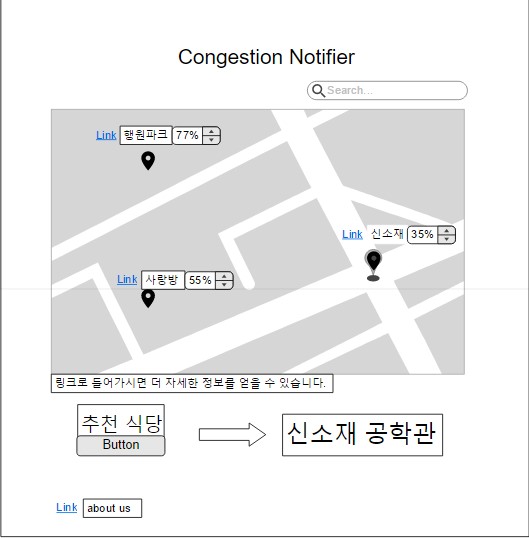 Congestion Notifier
Search...
Link 행원파크 77%
Link 신소재 35%
Link 사랑방 55%
링크로 들어가시면 더 자세한 정보를 얻을 수 있습니다.
추천 식당
Button
신소재 공학관
Link about us